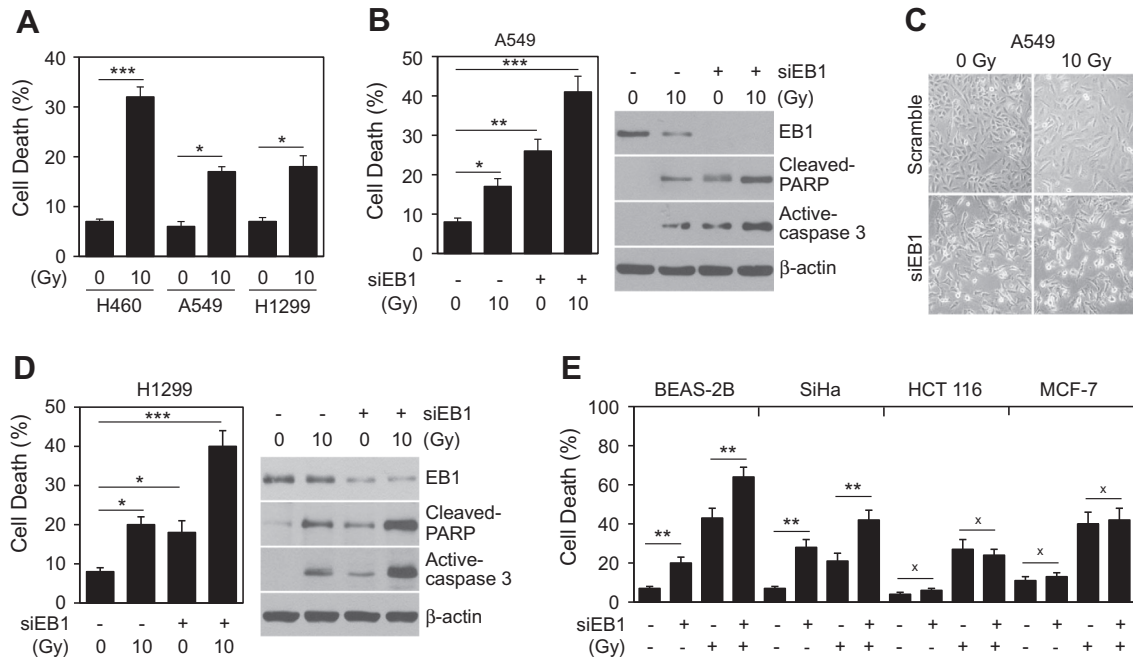 A
Cell Death (%)
40
30
20
10
0
***
*
*
0 10 0 10 0 10
(Gy)
H460 A549 H1299
B
A549
Cell Death (%)
50
40
30
20
10
0
***
**
*
siEB1 - - + +
(Gy) 0 10 0 10
- - + + siEB1
0 10 0 10 (Gy)
EB1
Cleaved-
PARP
Active-
caspase 3
β-actin
C
A549
0 Gy 10 Gy
Scramble
siEB1
D
H1299
Cell Death (%)
50
40
30
20
10
0
***
*
*
siEB1 - - + +
(Gy) 0 10 0 10
- - + + siEB1
0 10 0 10 (Gy)
EB1
Cleaved-
PARP
Active-
caspase 3
β-actin
E
BEAS-2B SiHa HCT 116 MCF-7
Cell Death (%)
100
80
60
40
20
0
** ** ** ** x x x x
siEB1 - + - + - + - + - + - + - + - +
(Gy) - - + + - - + + - - + + - - + +